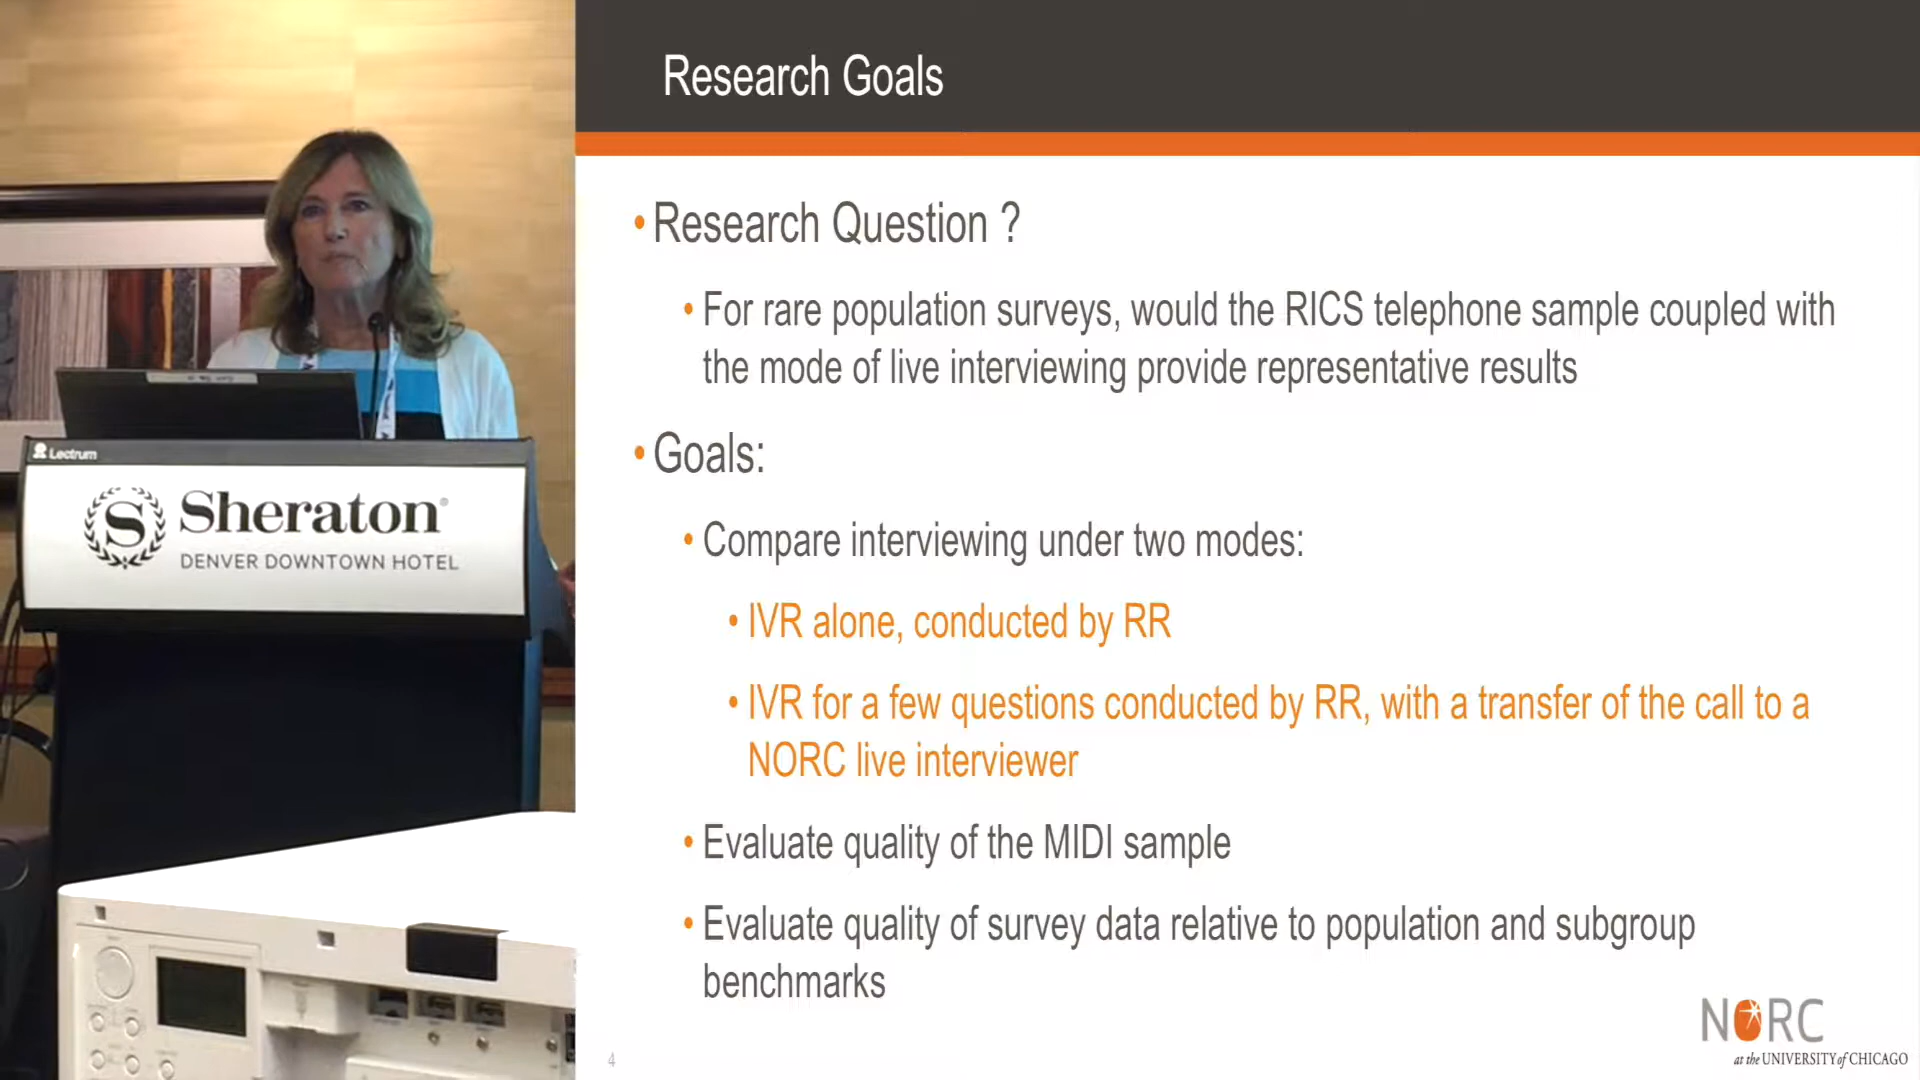 Research Goals
• Research Question ?
• For rare population surveys, would the RICS telephone sample coupled with
the mode of live interviewing provide representative results
• Goals:
• Compare interviewing under two modes:
• IVR alone, conducted by RR
• IVR for a few questions conducted by RR, with a transfer of the call to a
NORC live interviewer
• Evaluate quality of the MIDI sample
• Evaluate quality of survey data relative to population and subgroup
benchmarks
4
NORC
at the UNIVERSITY of CHICAGO
Lectrum
S
Sheraton®
DENVER DOWNTOWN HOTEL